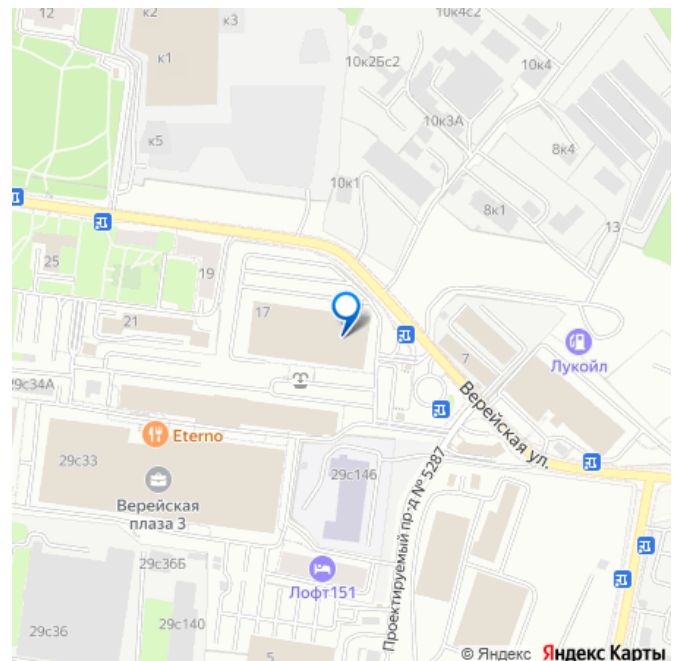 12
к2
к3
10к4с2
к1
10к2Бс2
10к4
10к3А
к5
8к4
10к1
8к1
13
25
19
17
21
7
Лукойл
29с34А
Верейская ул.
Eterno
29с33
29с146
Верейская
плаза 3
Проектируемый пр-д № 5287
29с36Б
Лофт151
29с36
29с140
5
© Яндекс Яндекс Карты